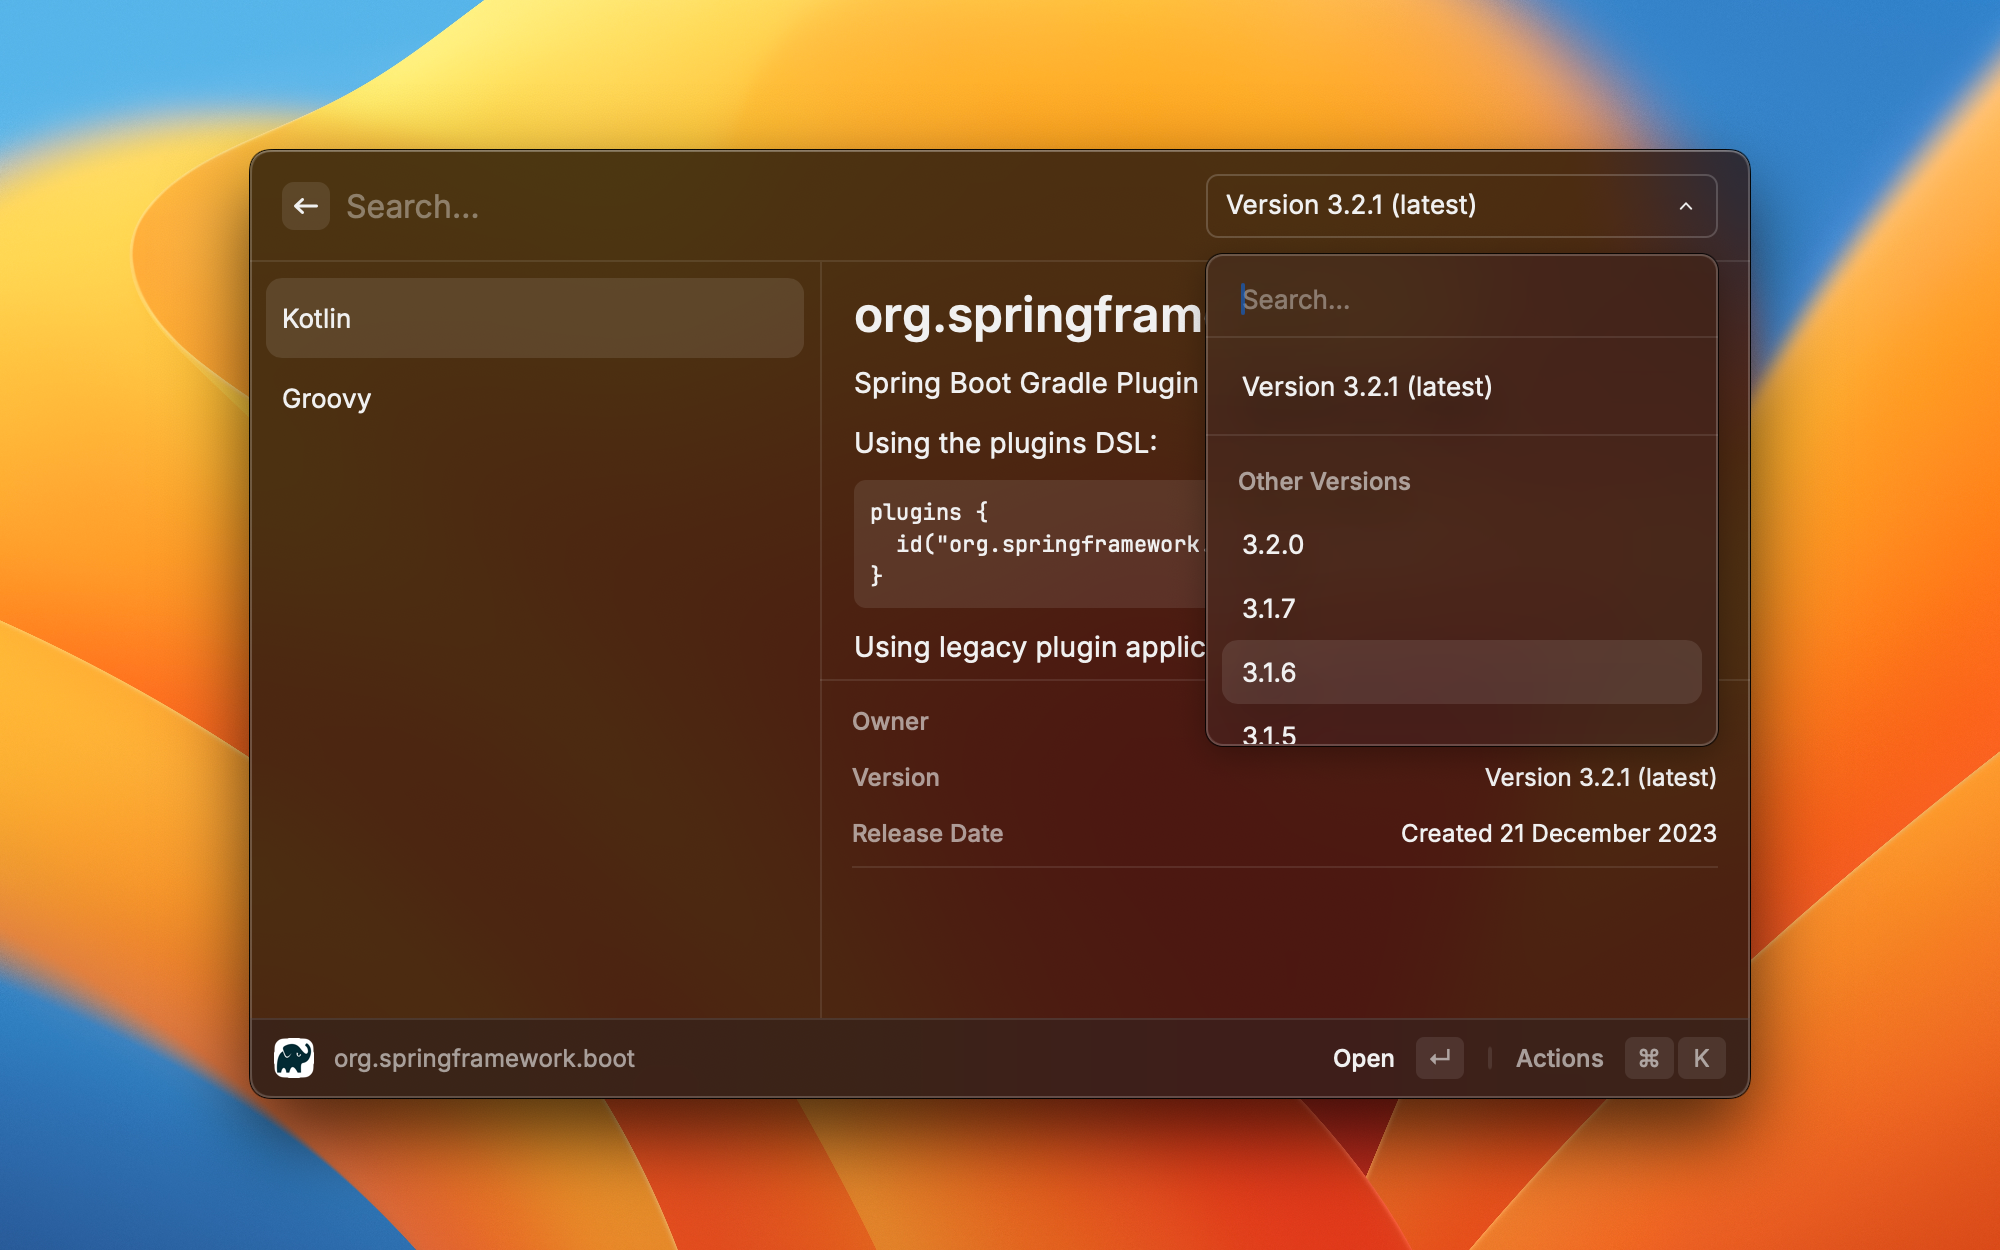 Search...
Version 3.2.1 (latest)
Kotlin
Groovy
org.springfram
Spring Boot Gradle Plugin
Using the plugins DSL:
plugins {
  id("org.springframework.
}
Using legacy plugin applic
Search...
Version 3.2.1 (latest)
Other Versions
3.2.0
3.1.7
3.1.6
3.1.5
Owner
Version
Version 3.2.1 (latest)
Release Date
Created 21 December 2023
org.springframework.boot
Open ↵ | Actions ⌘ K